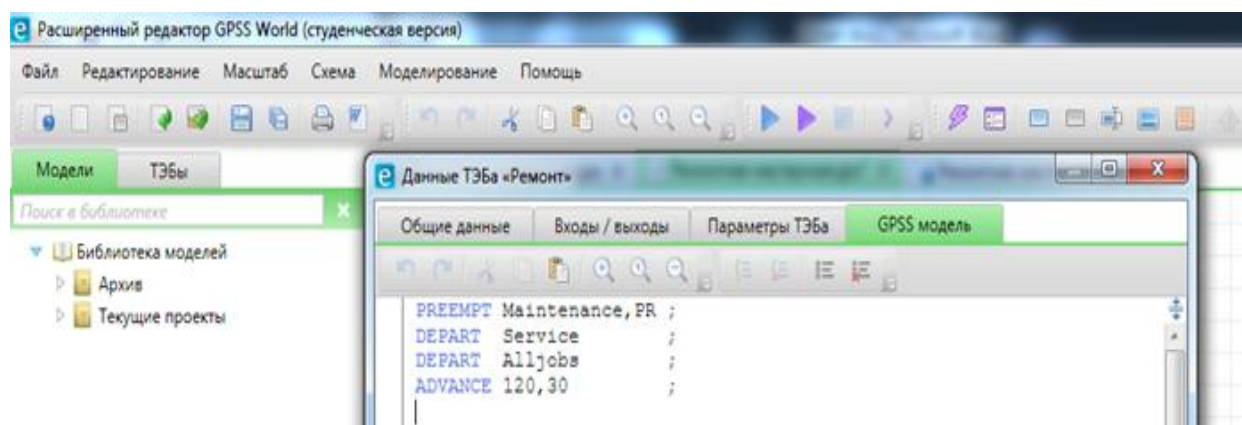 Расширенный редактор GPSS World (студенческая версия)
Файл Редактирование Масштаб Схема Моделирование Помощь
Модели ТЭБы
Поиск в библиотеке
Библиотека моделей
Архив
Текущие проекты
Данные ТЭБа «Ремонт»
Общие данные Входы / выходы Параметры ТЭБа GPSS модель
PREEMPT Maintenance,PR ;
DEPART Service ;
DEPART Alljobs ;
ADVANCE 120,30 ;